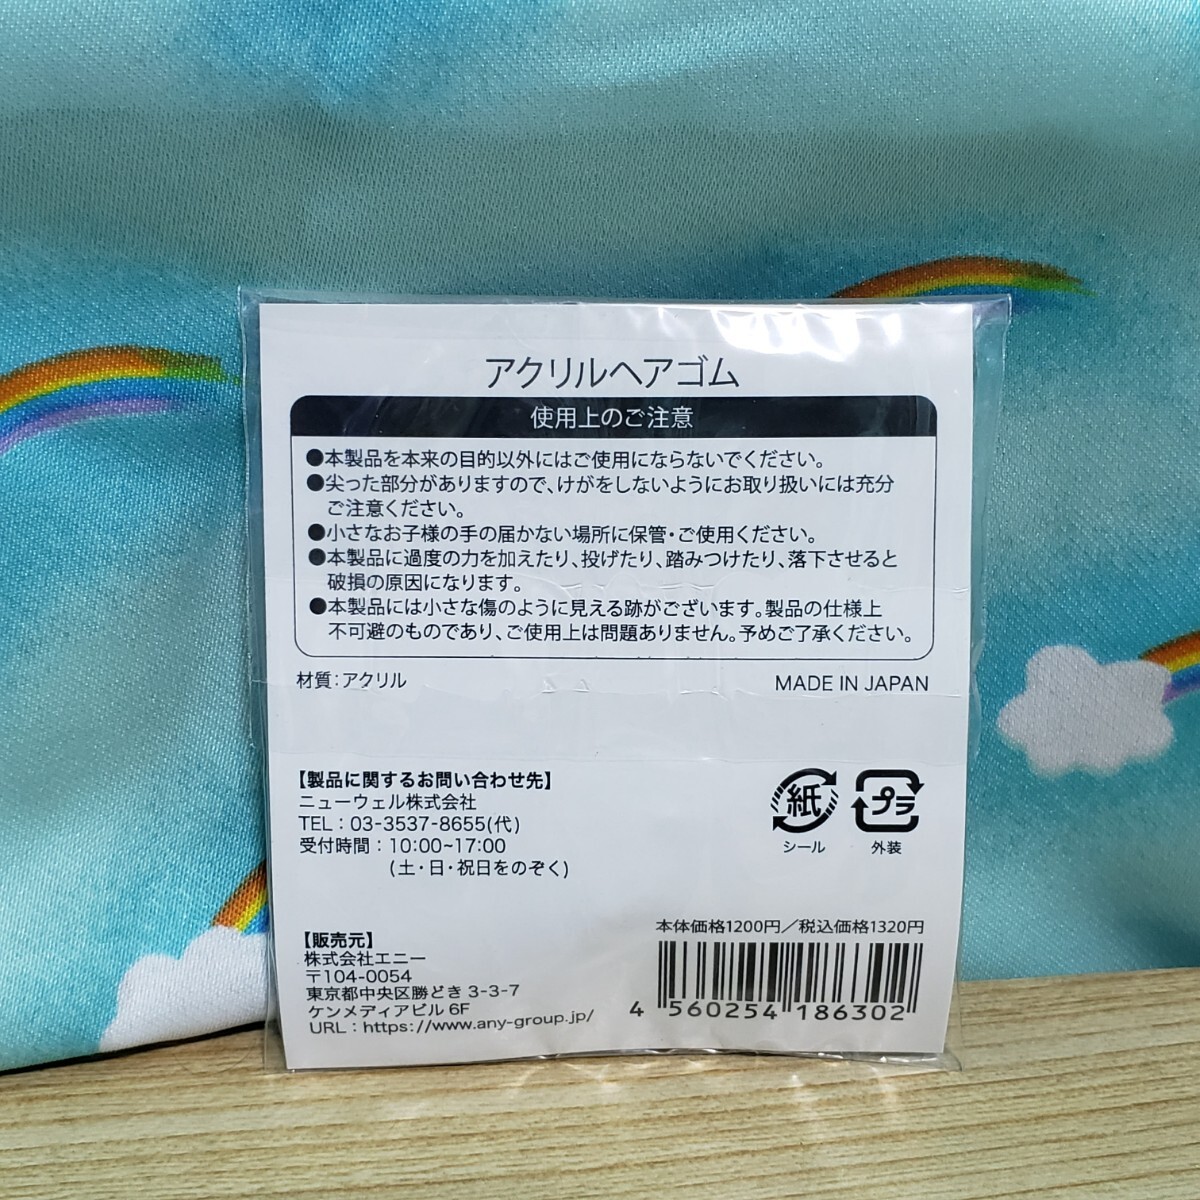 アクリルヘアゴム
使用上のご注意
●本製品を本来の目的以外にはご使用にならないでください。
●尖った部分がありますので、けがをしないようにお取り扱いには充分
ご注意ください。
●小さなお子様の手の届かない場所に保管・ご使用ください。
●本製品に過度の力を加えたり、投げたり、踏みつけたり、落下させると
破損の原因になります。
●本製品には小さな傷のように見える跡がございます。製品の仕様上
不可避のものであり、ご使用上は問題ありません。予めご了承ください。
材質：アクリル
MADE IN JAPAN
【製品に関するお問い合わせ先】
ニューウェル株式会社
TEL：03-3537-8655(代)
受付時間：10:00~17:00
(土・日・祝日をのぞく)
紙
シール
プラ
外装
【販売元】
株式会社エニー
〒104-0054
東京都中央区勝どき 3-3-7
ケンメディアビル 6F
URL：https://www.any-group.jp/
本体価格1200円／税込価格1320円
4 560254 186302